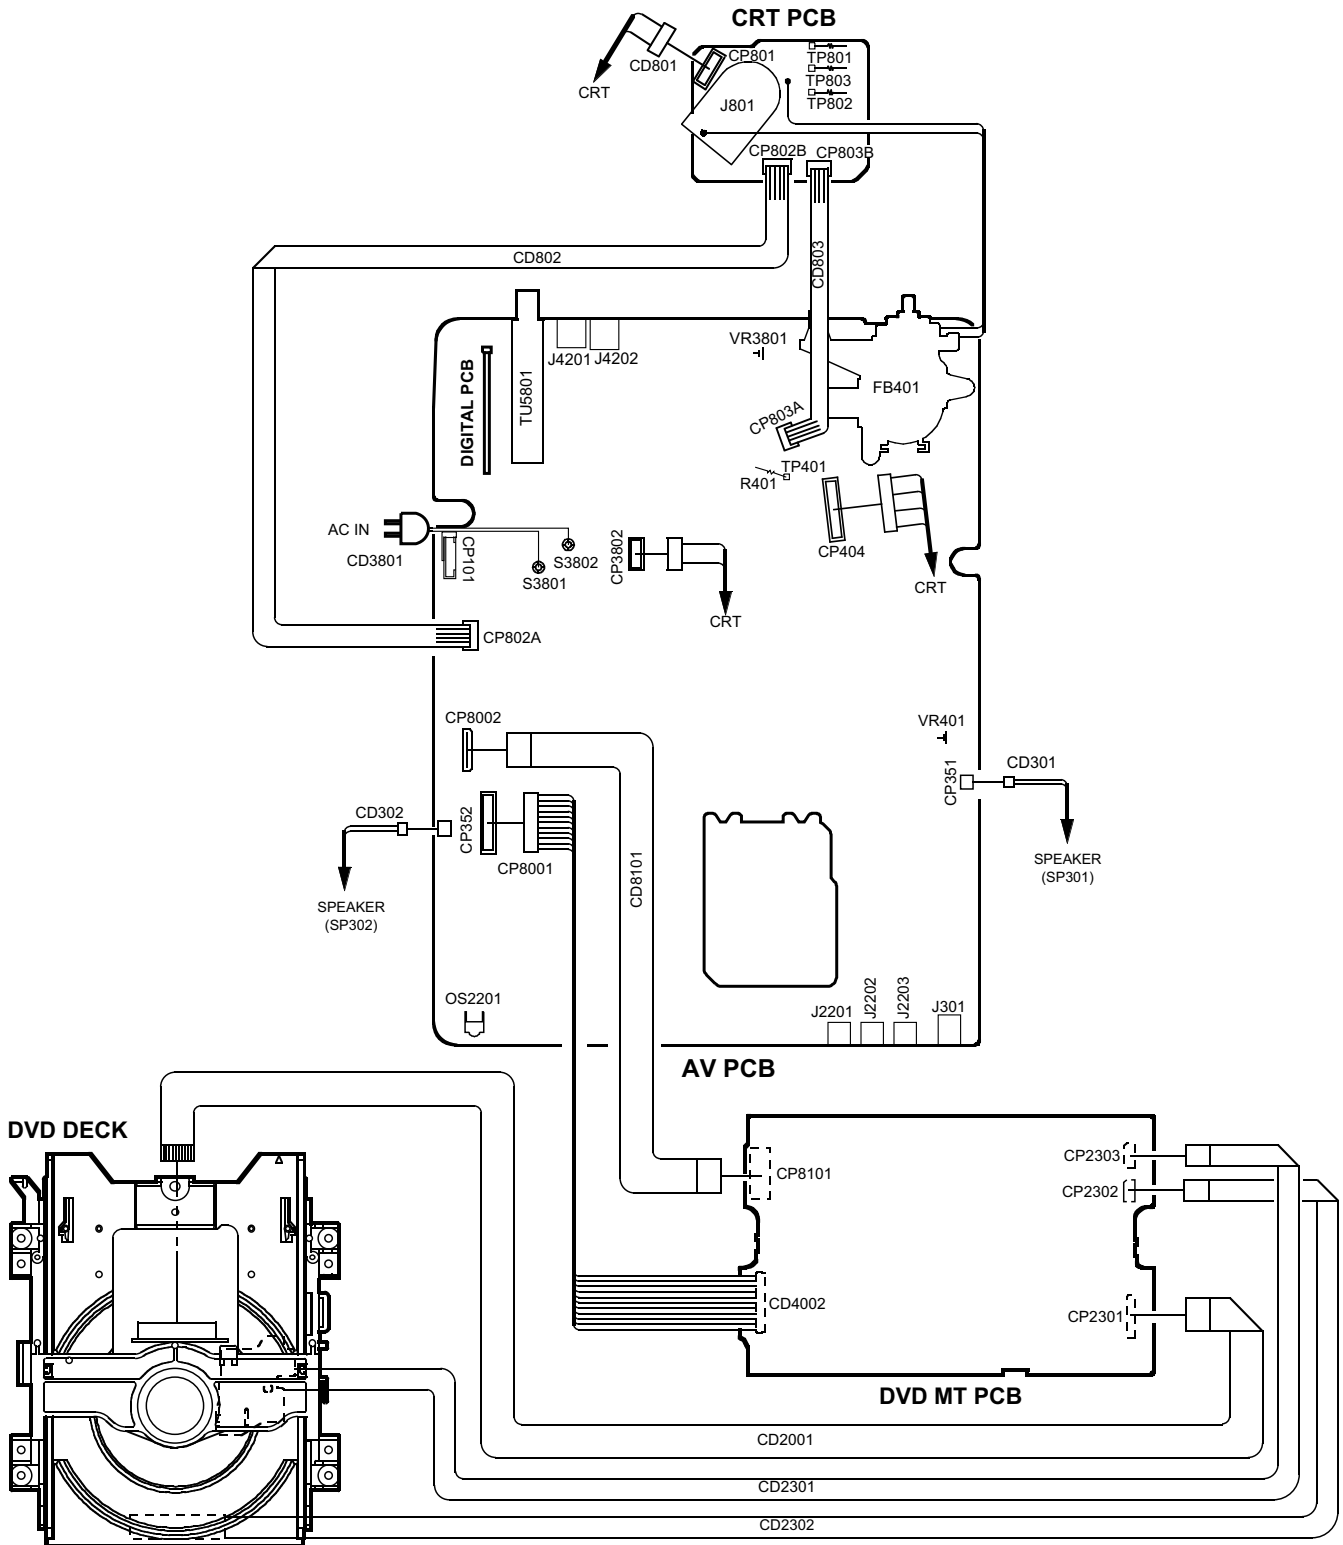 CRT PCB
CP801
TP801
CD801
TP803
CRT
J801
TP802
CP802B
CP803B
CD802
CD803
VR3801
J4201
J4202
DIGITAL PCB
TU5801
FB401
CP803A
TP401
R401
AC IN
CD3801
CP101
S3802
S3801
CP3802
CP404
CRT
CRT
CP802A
CP8002
VR401
CP351
CD301
CD302
CP352
CP8001
CD8101
SPEAKER
(SP301)
SPEAKER
(SP302)
OS2201
J2201
J2202
J2203
J301
AV PCB
DVD DECK
CP8101
CP2303
CP2302
CD4002
CP2301
DVD MT PCB
CD2001
CD2301
CD2302